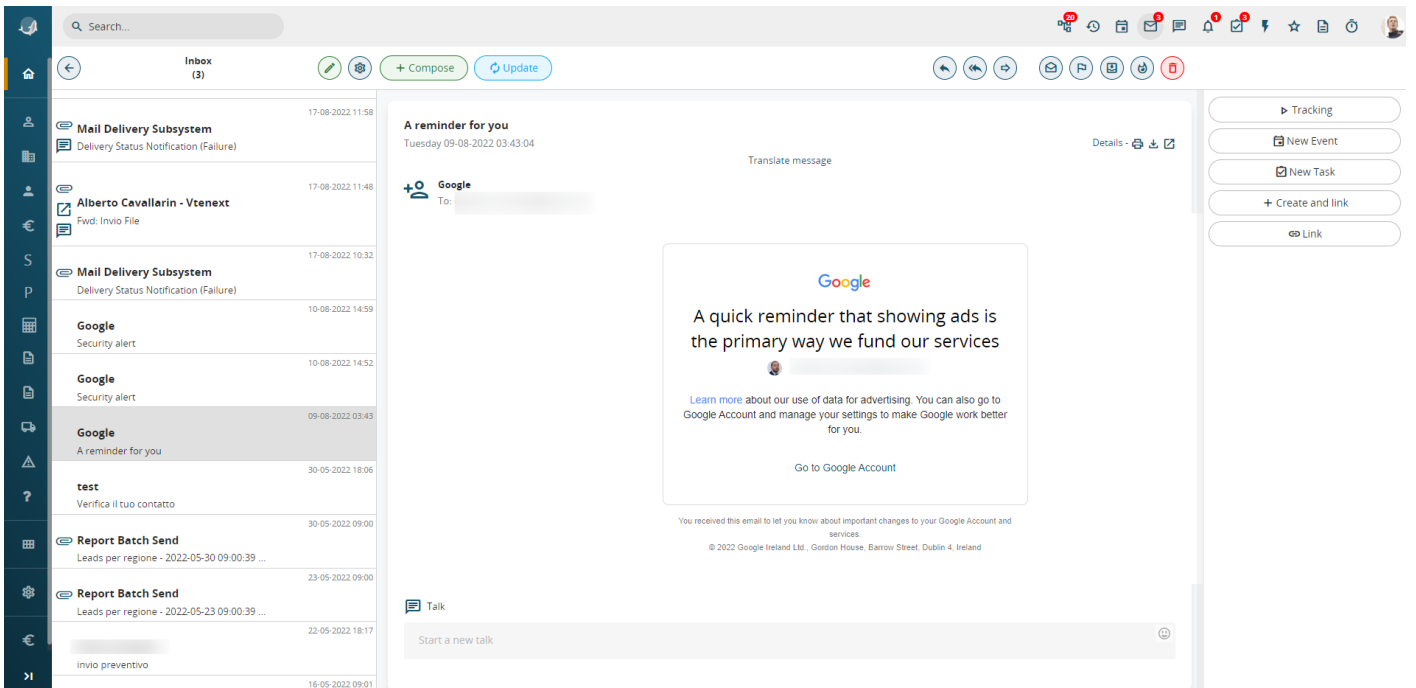 Search...
20
3
1
3
Inbox
(3)
+ Compose
Update
17-08-2022 11:58
Mail Delivery Subsystem
Delivery Status Notification (Failure)
17-08-2022 11:48
Alberto Cavallarin - Vtenext
Fwd: Invio File
17-08-2022 10:32
Mail Delivery Subsystem
Delivery Status Notification (Failure)
10-08-2022 14:59
Google
Security alert
10-08-2022 14:52
Google
Security alert
09-08-2022 03:43
Google
A reminder for you
30-05-2022 18:06
test
Verifica il tuo contatto
30-05-2022 09:00
Report Batch Send
Leads per regione - 2022-05-30 09:00:39 ...
23-05-2022 09:00
Report Batch Send
Leads per regione - 2022-05-23 09:00:39 ...
22-05-2022 18:17
invio preventivo
16-05-2022 09:01
€
S
P
?
€
A reminder for you
Tuesday 09-08-2022 03:43:04
Details -
Translate message
Google
To:
Google
A quick reminder that showing ads is
the primary way we fund our services
Learn more about our use of data for advertising. You can also go to
Google Account and manage your settings to make Google work better
for you.
Go to Google Account
You received this email to let you know about important changes to your Google Account and
services.
© 2022 Google Ireland Ltd., Gordon House, Barrow Street, Dublin 4, Ireland
Talk
Start a new talk
Tracking
New Event
New Task
+ Create and link
Link